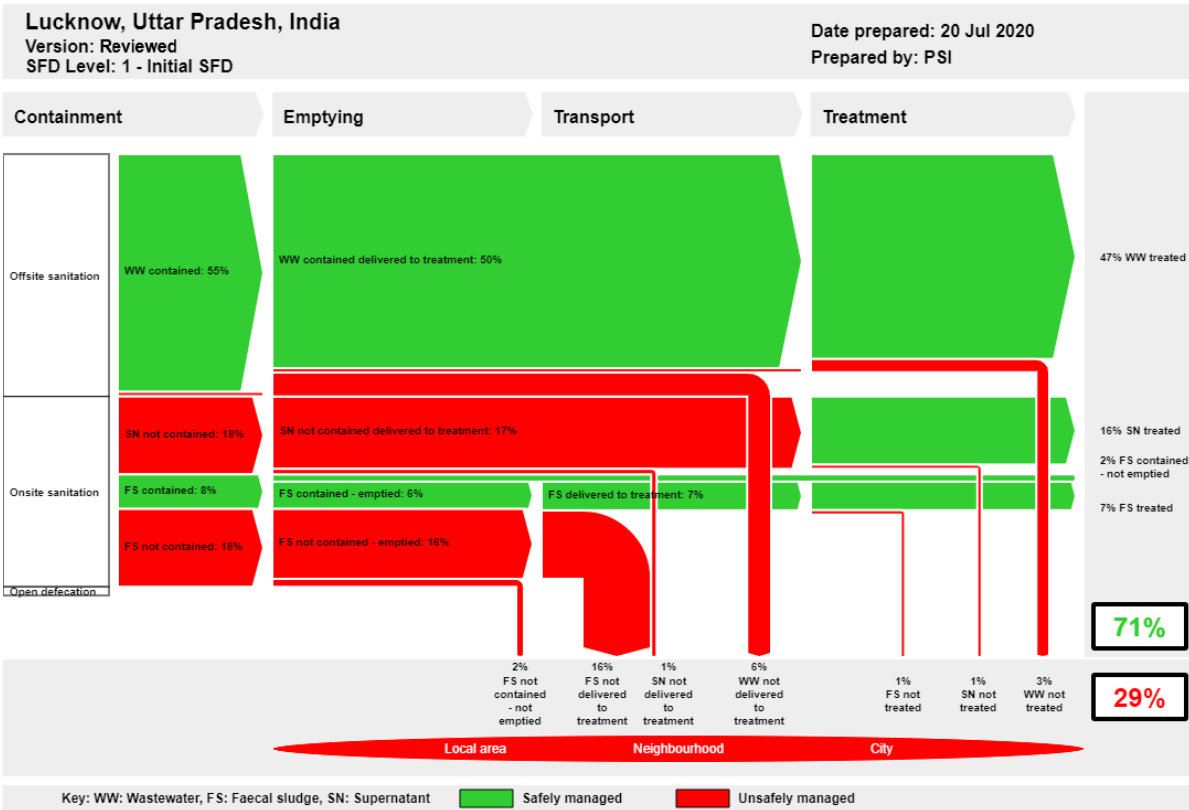 Lucknow, Uttar Pradesh, India
Version: Reviewed
SFD Level: 1 - Initial SFD
Date prepared: 20 Jul 2020
Prepared by: PSI
Containment
Emptying
Transport
Treatment
Offsite sanitation
WW contained: 55%
WW contained delivered to treatment: 50%
47% WW treated
SN not contained: 18%
SN not contained delivered to treatment: 17%
16% SN treated
2% FS contained
- not emptied
Onsite sanitation
FS contained: 8%
FS contained - emptied: 6%
FS delivered to treatment: 7%
7% FS treated
FS not contained: 18%
FS not contained - emptied: 16%
Open defecation
71%
2%
FS not
contained
- not
emptied
16%
FS not
delivered
to
treatment
1%
SN not
delivered
to
treatment
6%
WW not
delivered
to
treatment
1%
FS not
treated
1%
SN not
treated
3%
WW not
treated
29%
Local area
Neighbourhood
City
Key: WW: Wastewater, FS: Faecal sludge, SN: Supernatant
Safely managed
Unsafely managed